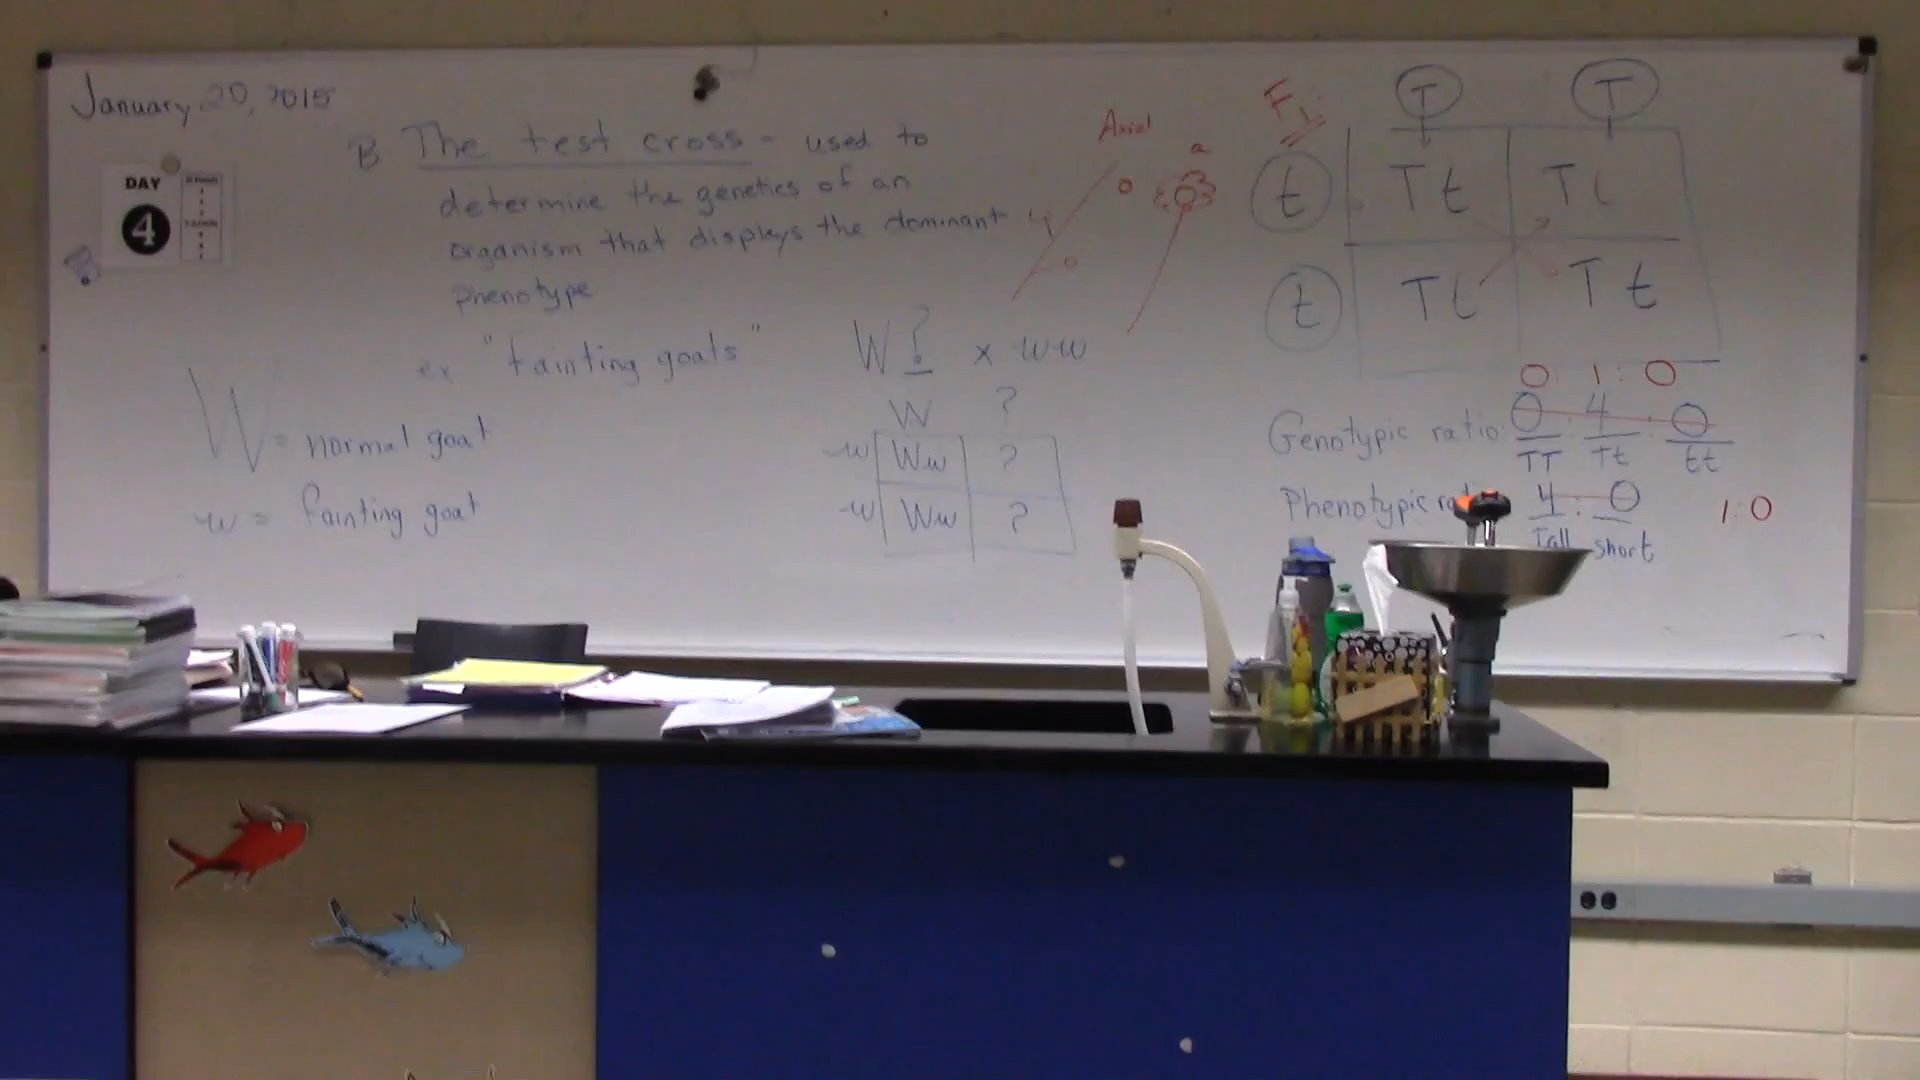 January 20, 2015
DAY
4
B The test cross - used to
determine the genetics of an
organism that displays the dominant
phenotype
ex "fainting goats"
W = normal goat
w = fainting goat
W ? x ww
W ?
w Ww ?
w Ww ?
Axial
a
F1:
T T
t Tt Tt
t Tt Tt
0 : 1 : 0
Genotypic ratio: 0 : 4 : 0
TT Tt tt
Phenotypic 4 : 0 1:0
Tall short